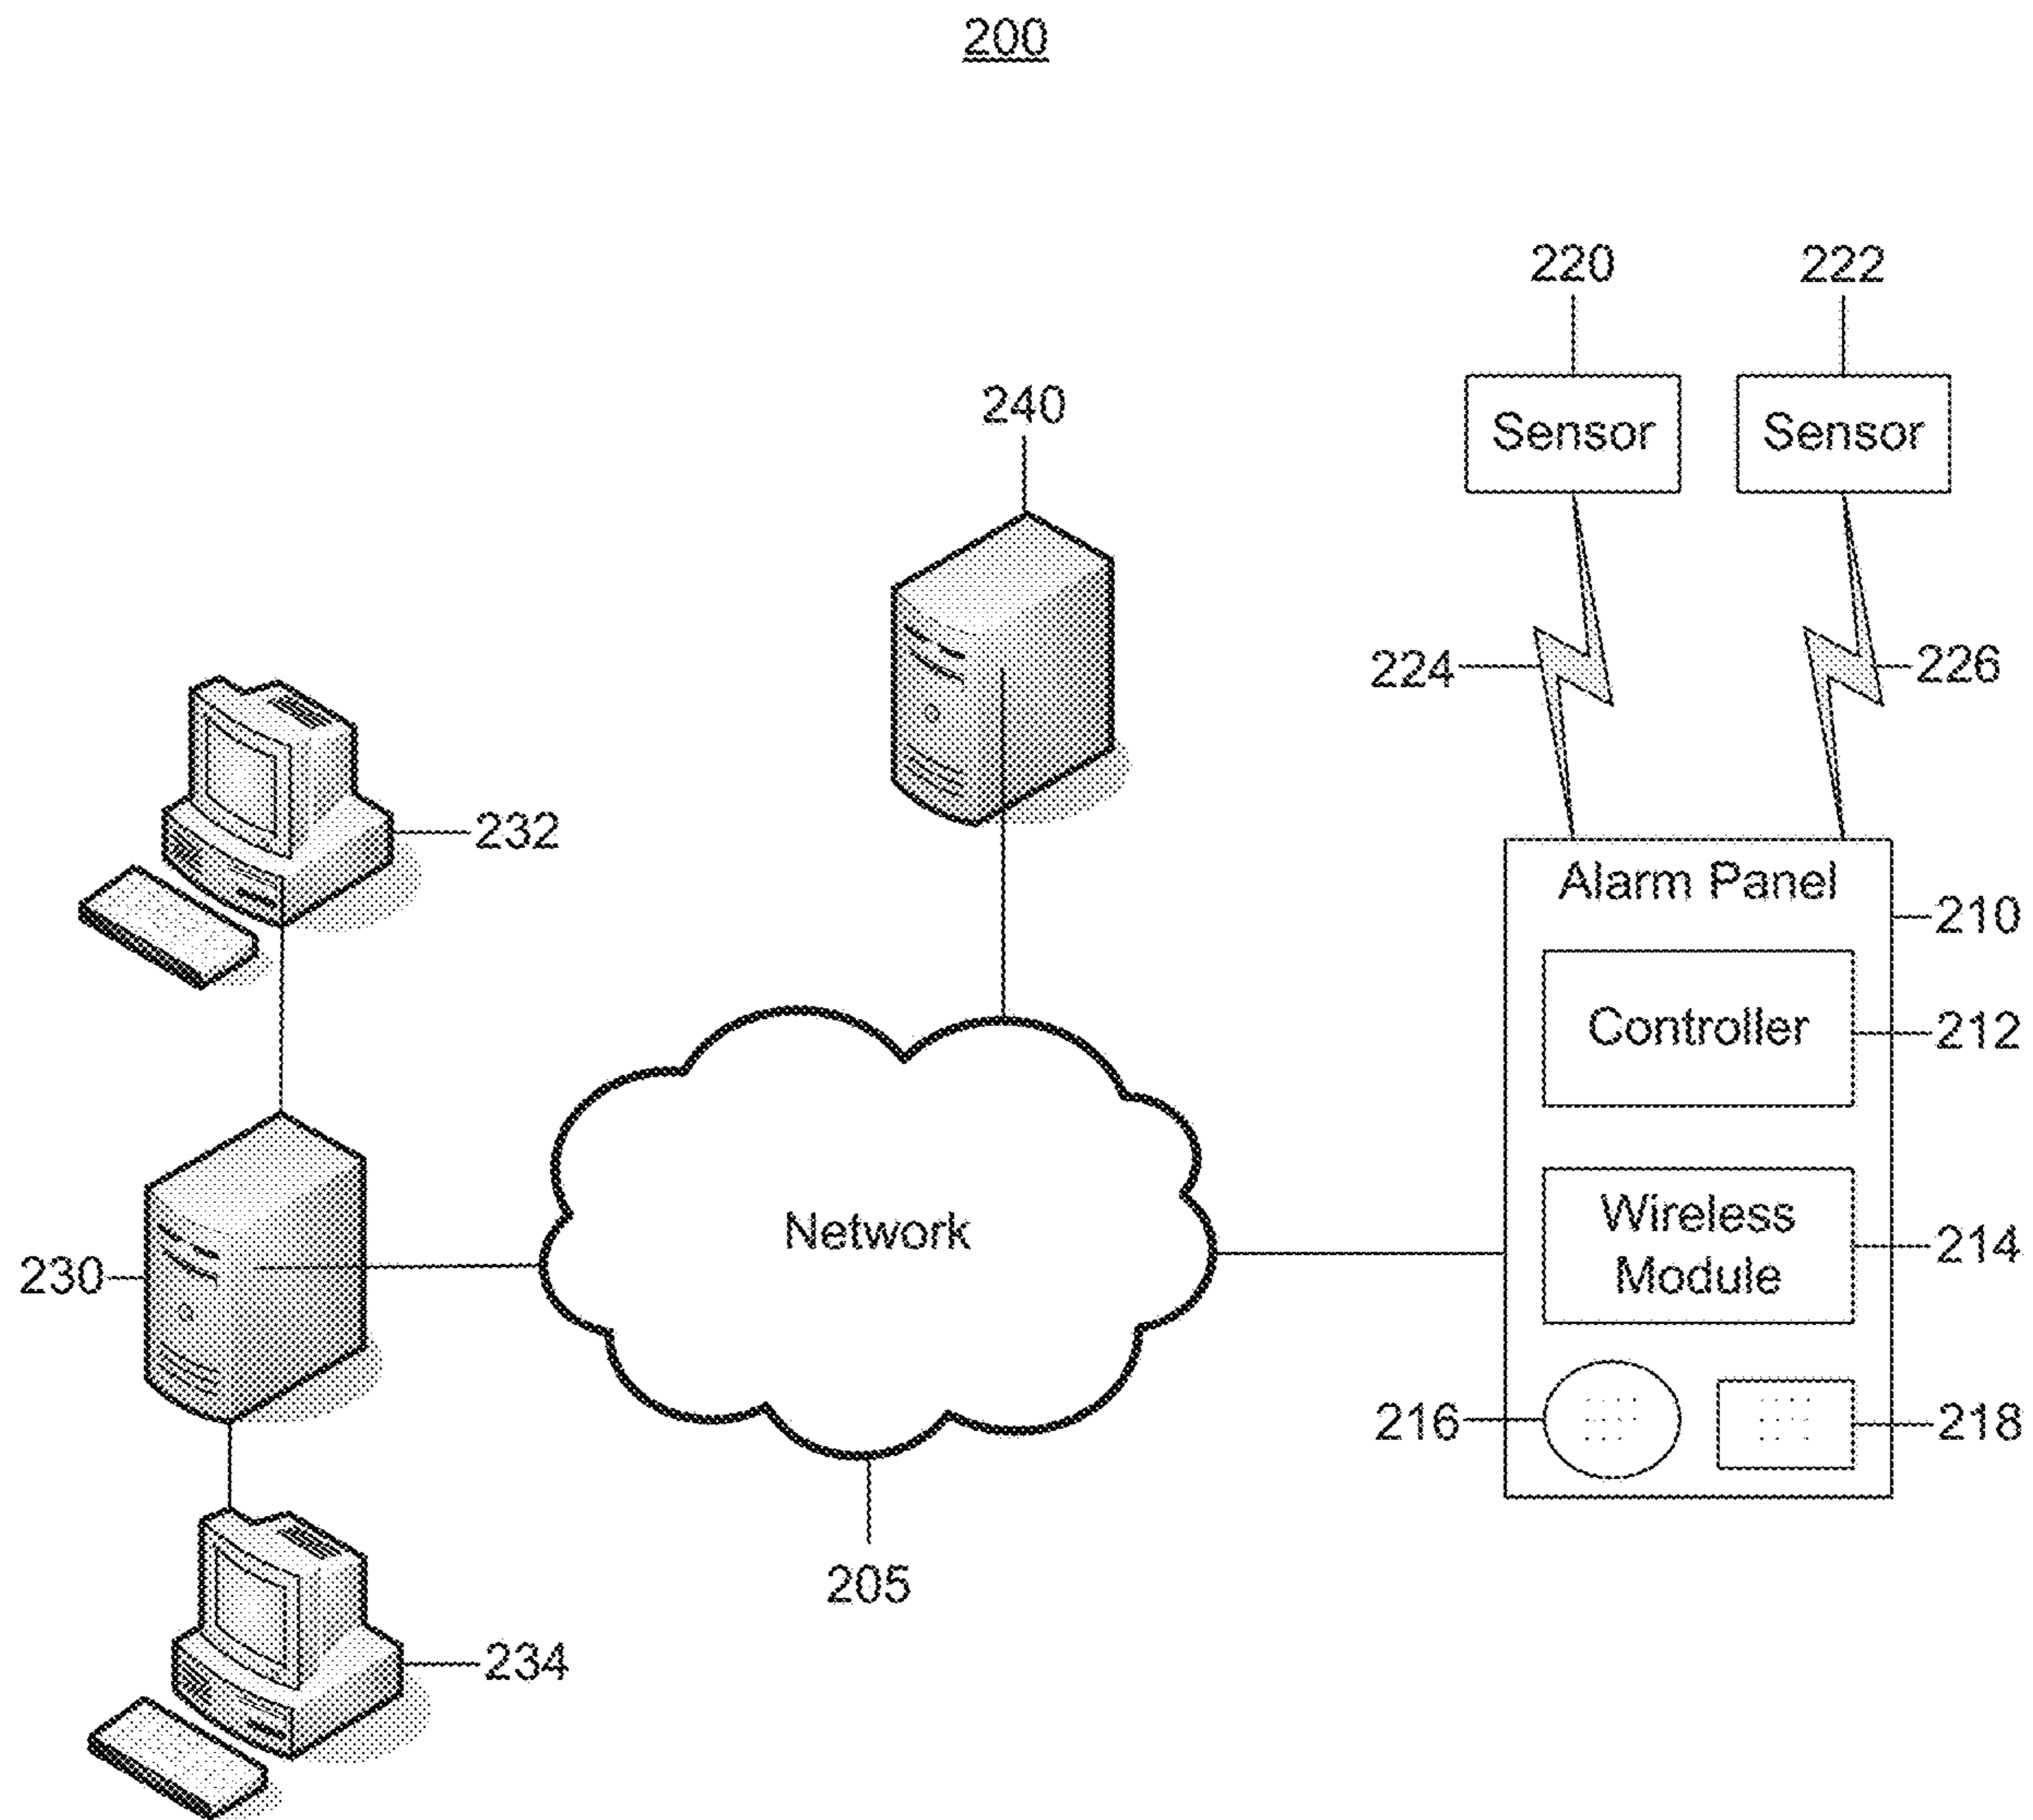 200
220
222
240
Sensor
Sensor
224
226
232
Alarm Panel
210
Controller
212
Network
Wireless
Module
214
230
216
218
205
234